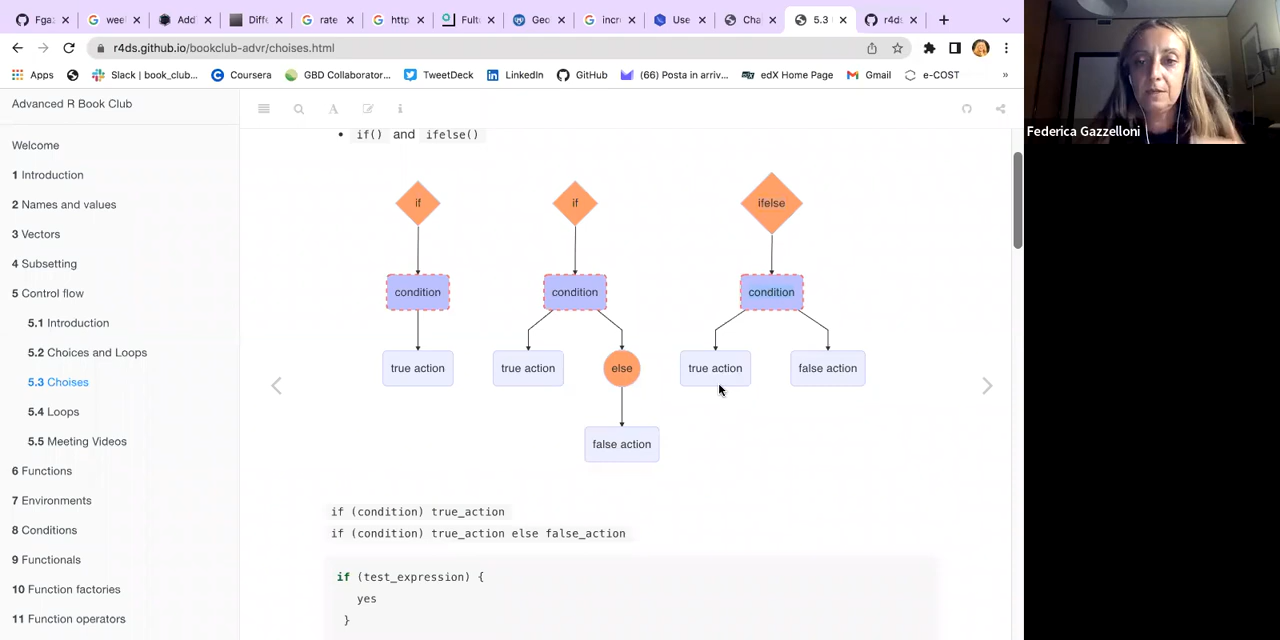 Fgaz
wee
Add
Diffe
rate
http
Fult
Geo
incr
Use
Cha
5.3
r4ds
r4ds.github.io/bookclub-advr/choises.html
Apps
Slack | book_club...
Coursera
GBD Collaborator...
TweetDeck
LinkedIn
GitHub
(66) Posta in arriv...
edX Home Page
Gmail
e-COST
»
Federica Gazzelloni
Advanced R Book Club
Welcome
1 Introduction
2 Names and values
3 Vectors
4 Subsetting
5 Control flow
5.1 Introduction
5.2 Choices and Loops
5.3 Choises
5.4 Loops
5.5 Meeting Videos
6 Functions
7 Environments
8 Conditions
9 Functionals
10 Function factories
11 Function operators
• if() and ifelse()
if if ifelse
condition condition condition
true action true action else true action false action
false action
if (condition) true_action
if (condition) true_action else false_action
if (test_expression) {
yes
}